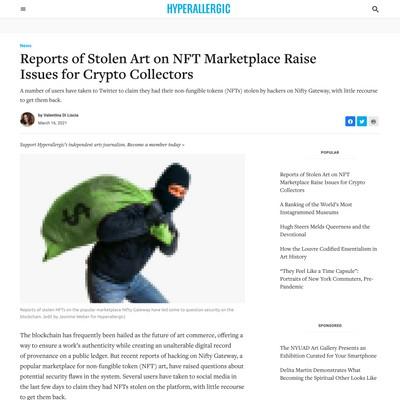 HYPERALLERGIC
News
Reports of Stolen Art on NFT Marketplace Raise
Issues for Crypto Collectors
A number of users have taken to Twitter to claim they had their non-fungible tokens (NFTs) stolen by hackers on Nifty Gateway, with little recourse
to get them back.
by Valentina Di Liscia
March 16, 2021
Support Hyperallergic's independent arts journalism. Become a member today »
$
Reports of stolen NFTs on the popular marketplace Nifty Gateway have led some to question security on the
blockchain. (edit by Jasmine Weber for Hyperallergic)
The blockchain has frequently been hailed as the future of art commerce, offering a
way to ensure a work's authenticity while creating an unalterable digital record
of provenance on a public ledger. But recent reports of hacking on Nifty Gateway, a
popular marketplace for non-fungible token (NFT) art, have raised questions about
potential security flaws in the system. Several users have taken to social media in
the last few days to claim they had NFTs stolen on the platform, with little recourse
to get them back.
POPULAR
Reports of Stolen Art on NFT
Marketplace Raise Issues for Crypto
Collectors
A Ranking of the World's Most
Instagrammed Museums
Hugh Steers Melds Queerness and the
Devotional
How the Louvre Codified Essentialism in
Art History
"They Feel Like a Time Capsule":
Portraits of New York Commuters, Pre-
Pandemic
SPONSORED
The NYUAD Art Gallery Presents an
Exhibition Curated for Your Smartphone
Delita Martin Demonstrates What
Becoming the Spiritual Other Looks Like